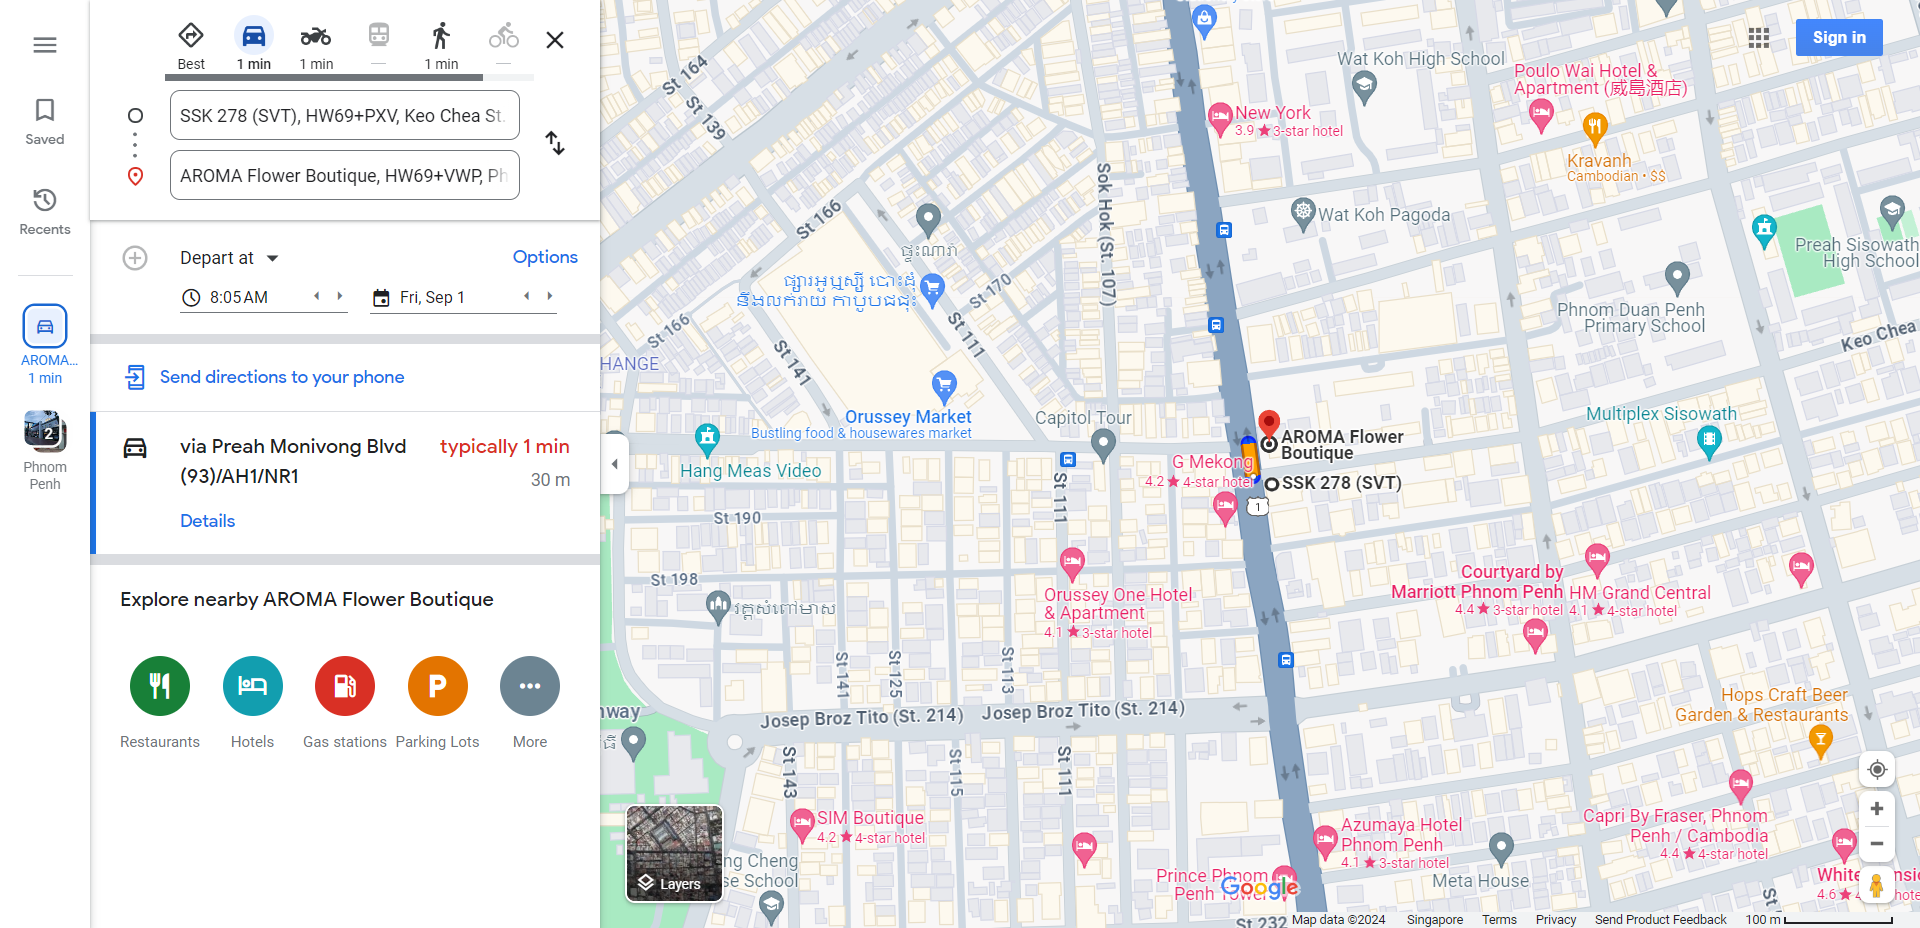 Saved
Recents
AROMA...
1 min
2
Phnom
Penh
Best
1 min
1 min
—
1 min
—
SSK 278 (SVT), HW69+PXV, Keo Chea St.
AROMA Flower Boutique, HW69+VWP, Ph
Depart at
Options
8:05 AM
Fri, Sep 1
Send directions to your phone
via Preah Monivong Blvd
(93)/AH1/NR1
typically 1 min
30 m
Details
Explore nearby AROMA Flower Boutique
Restaurants
Hotels
Gas stations
P
Parking Lots
More
Sign in
St 164
St 139
St 166
St 166
St 141
St 170
St 111
Sok Hok (St. 107)
ផ្ទះណារ៉ា
ផ្សារអូឬស្សី បោះដុំ
និងលក់រាយ កាបូបជជុះ
HANGE
Orussey Market
Bustling food & housewares market
Capitol Tour
Hang Meas Video
New York
3.9 ★ 3-star hotel
Wat Koh High School
Poulo Wai Hotel &
Apartment (威島酒店)
Kravanh
Cambodian • $$
Wat Koh Pagoda
Preah Sisowath
High School
Phnom Duan Penh
Primary School
Keo Chea
Multiplex Sisowath
AROMA Flower
Boutique
SSK 278 (SVT)
G Mekong
4.2 ★ 4-star hotel
1
St 111
St 190
St 198
វត្តសំពៅមាស
Orussey One Hotel
& Apartment
4.1 ★ 3-star hotel
Courtyard by
Marriott Phnom Penh
4.4 ★ 3-star hotel
HM Grand Central
4.1 ★ 4-star hotel
St 141
St 125
St 113
Josep Broz Tito (St. 214)
Josep Broz Tito (St. 214)
nway
St 143
St 115
St 111
Hops Craft Beer
Garden & Restaurants
SIM Boutique
4.2 ★ 4-star hotel
Azumaya Hotel
Phnom Penh
4.1 ★ 3-star hotel
Meta House
Capri By Fraser, Phnom
Penh / Cambodia
4.4 ★ 4-star hotel
Prince Phnom
Penh Tower
ng Cheng
se School
Layers
Google
St 232
St
4.6 ★
Map data ©2024
Singapore
Terms
Privacy
Send Product Feedback
100 m